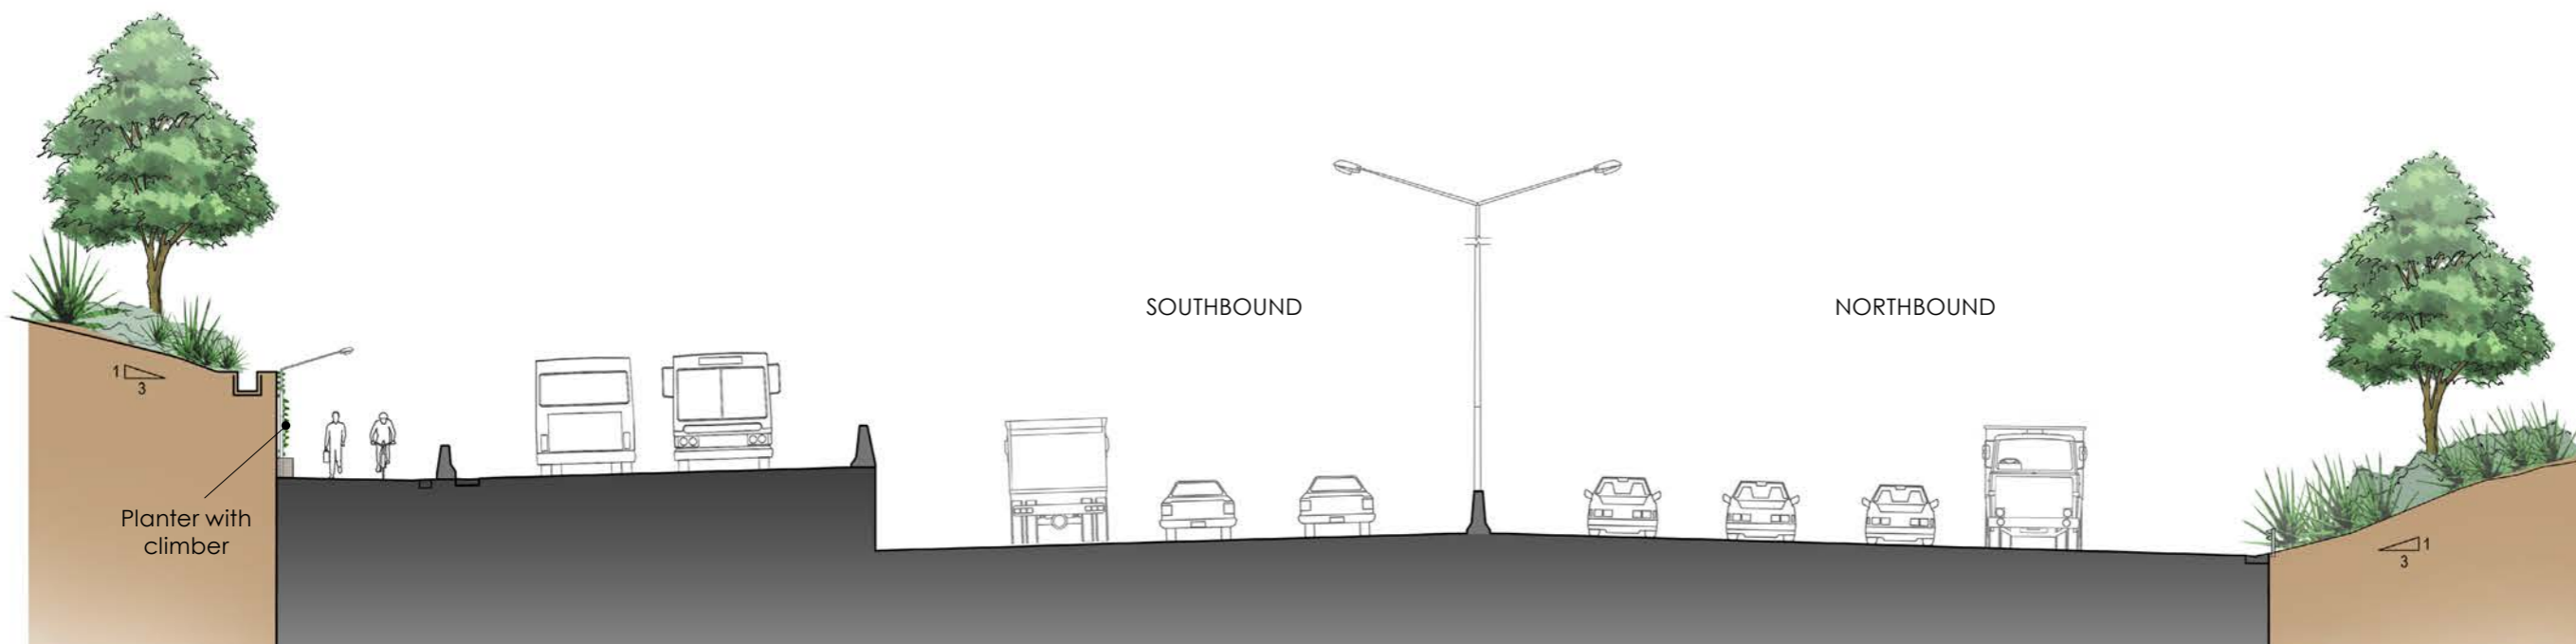 SOUTHBOUND
NORTHBOUND
1
3
Planter with
climber
1
3